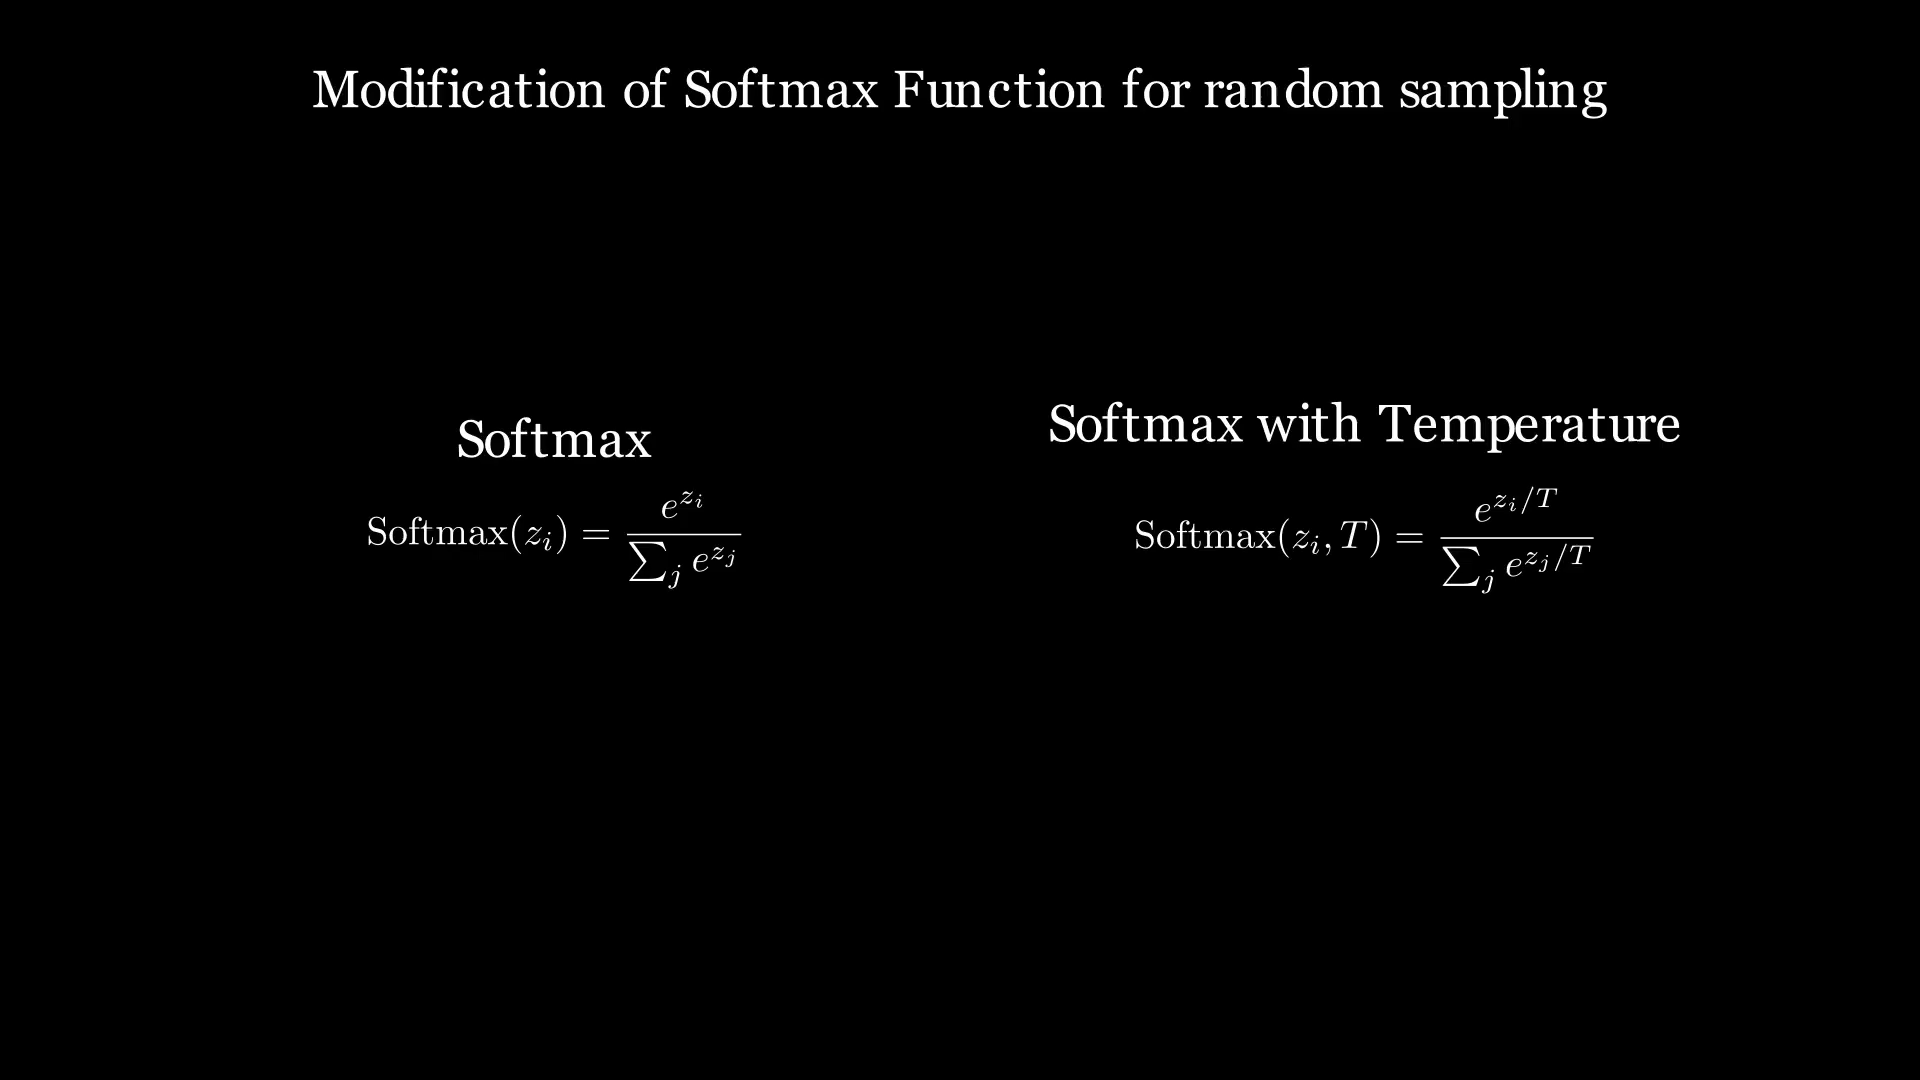 Modification of Softmax Function for random sampling
Softmax
Softmax(z_i) = e^{z_i} / ∑_j e^{z_j}
Softmax with Temperature
Softmax(z_i, T) = e^{z_i/T} / ∑_j e^{z_j/T}